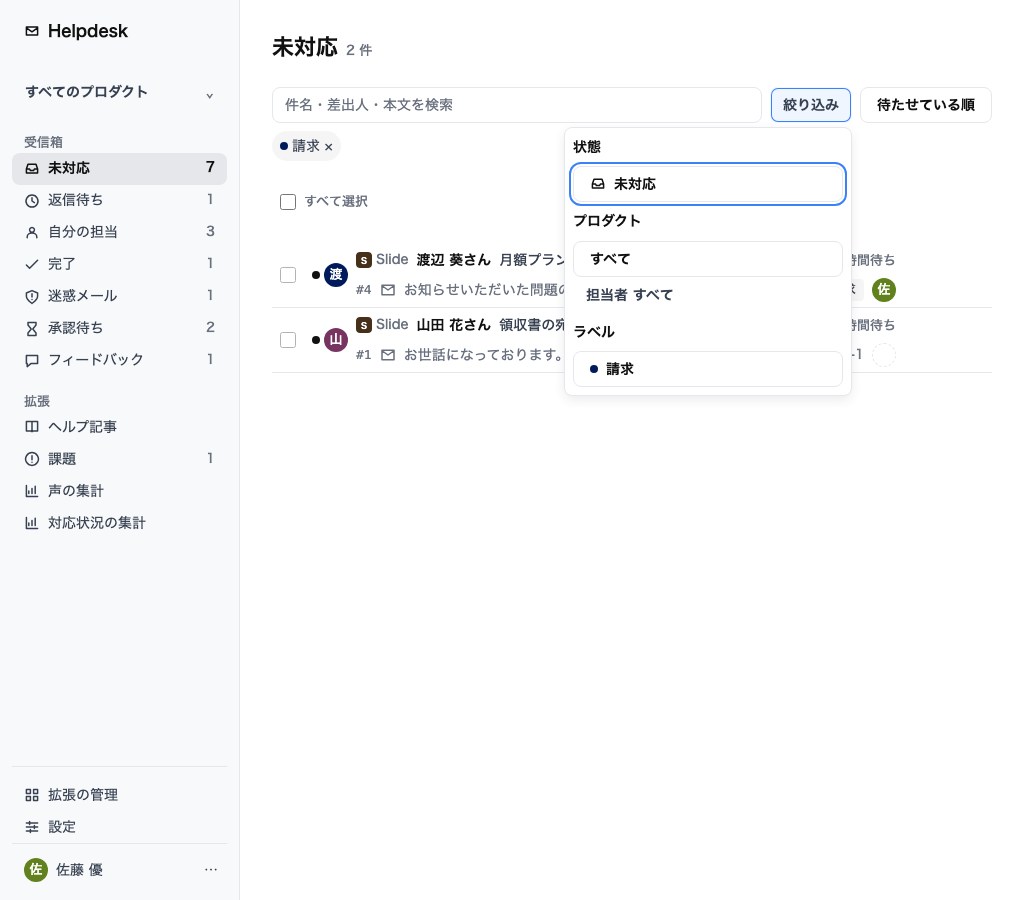 Helpdesk
すべてのプロダクト
受信箱
未対応 7
返信待ち 1
自分の担当 3
完了 1
迷惑メール 1
承認待ち 2
フィードバック 1
拡張
ヘルプ記事
課題 1
声の集計
対応状況の集計
拡張の管理
設定
佐 佐藤 優 …
未対応 2 件
件名・差出人・本文を検索
絞り込み
待たせている順
請求 ×
すべて選択
渡 S Slide 渡辺 葵さん 月額プラン 時間待ち
#4 お知らせいただいた問題の 佐
山 S Slide 山田 花さん 領収書の宛 時間待ち
#1 お世話になっております。 -1
状態
未対応
プロダクト
すべて
担当者 すべて
ラベル
請求